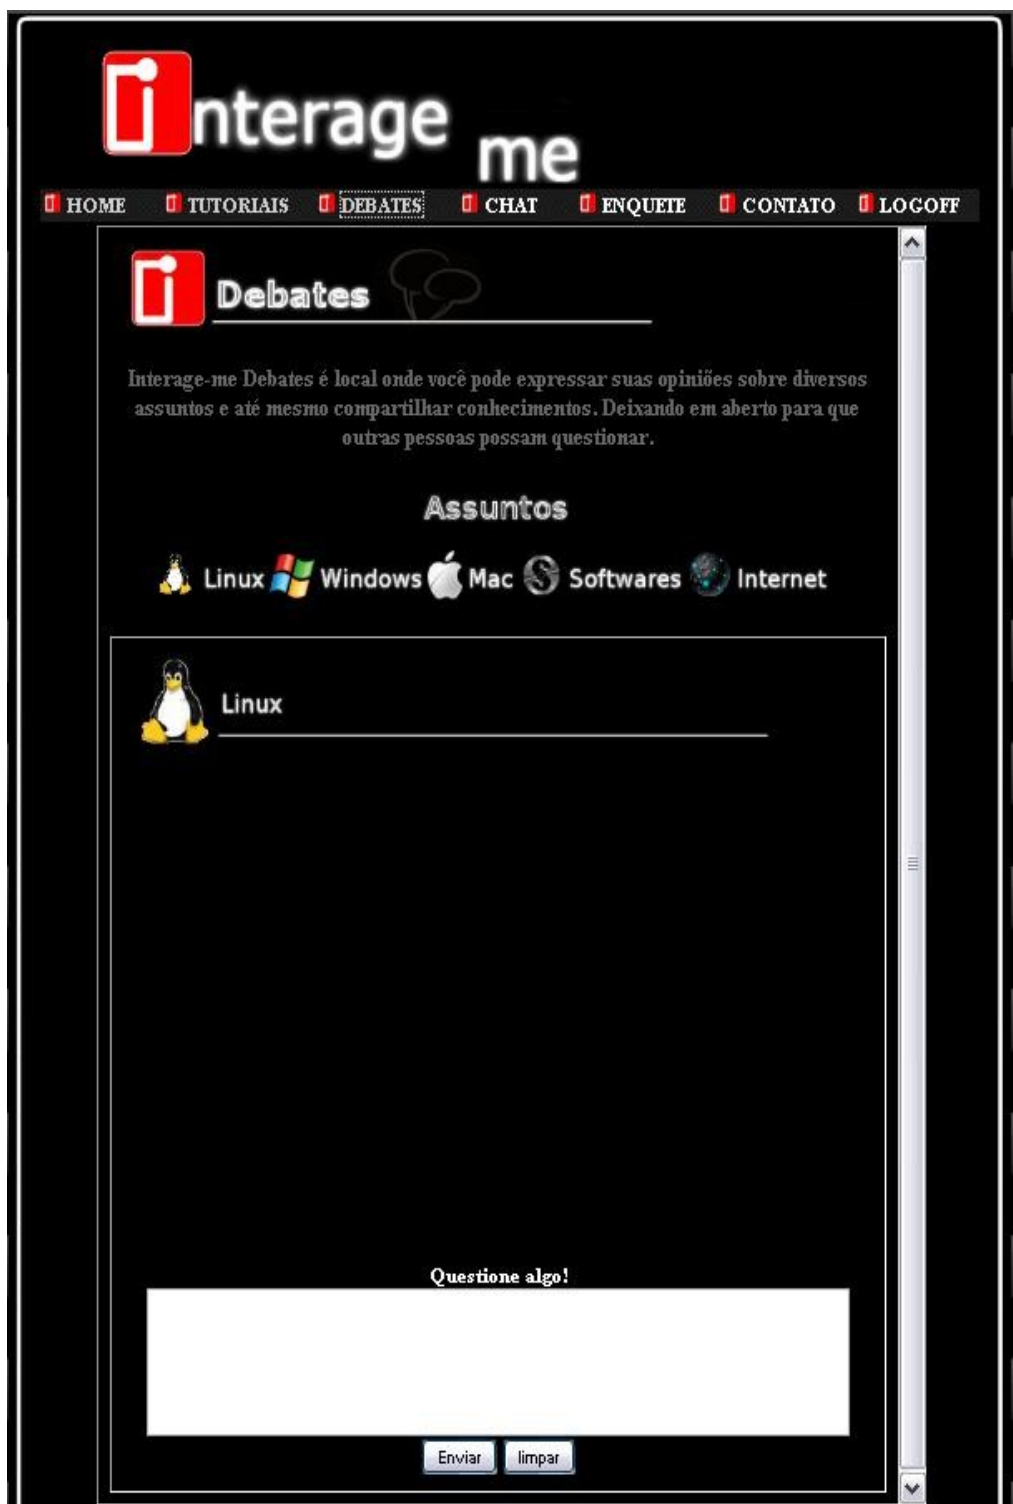 interage me
HOME TUTORIAIS DEBATES CHAT ENQUETE CONTATO LOGOFF
Debates
Interage-me Debates é local onde você pode expressar suas opiniões sobre diversos
assuntos e até mesmo compartilhar conhecimentos. Deixando em aberto para que
outras pessoas possam questionar.
Assuntos
Linux Windows Mac Softwares Internet
Linux
Questione algo!
Enviar limpar